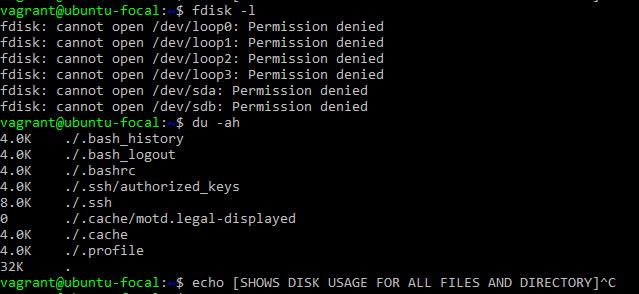 vagrant@ubuntu-focal:~$ fdisk -l
fdisk: cannot open /dev/loop0: Permission denied
fdisk: cannot open /dev/loop1: Permission denied
fdisk: cannot open /dev/loop2: Permission denied
fdisk: cannot open /dev/loop3: Permission denied
fdisk: cannot open /dev/sda: Permission denied
fdisk: cannot open /dev/sdb: Permission denied
vagrant@ubuntu-focal:~$ du -ah
4.0K    ./.bash_history
4.0K    ./.bash_logout
4.0K    ./.bashrc
4.0K    ./.ssh/authorized_keys
8.0K    ./.ssh
0       ./.cache/motd.legal-displayed
4.0K    ./.cache
4.0K    ./.profile
32K     .
vagrant@ubuntu-focal:~$ echo [SHOWS DISK USAGE FOR ALL FILES AND DIRECTORY]^C